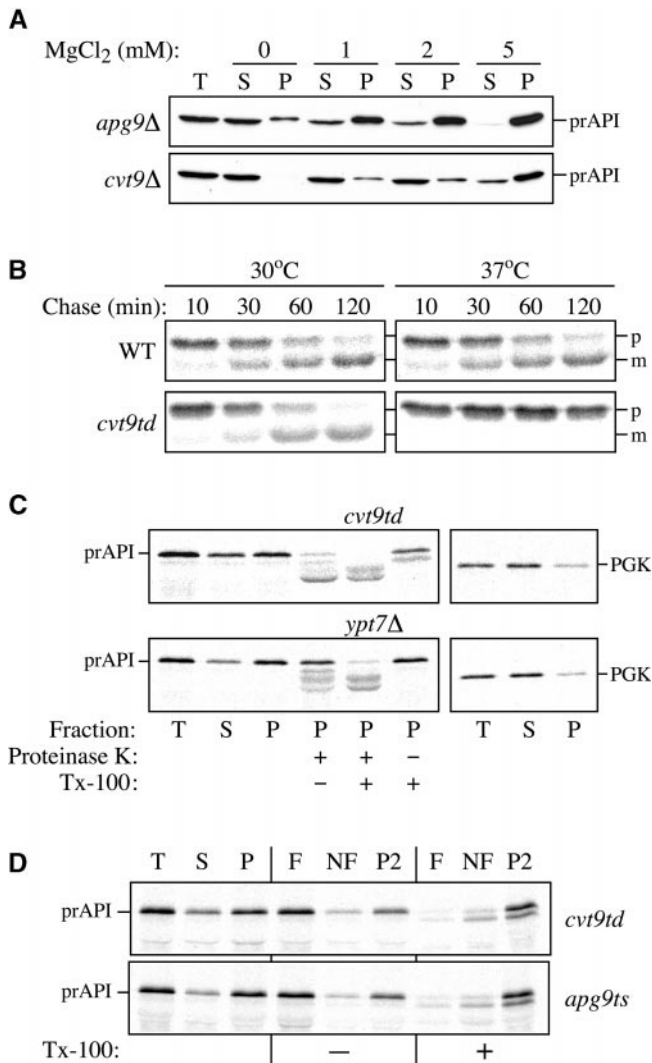 A
MgCl2 (mM): 0 1 2 5
T S P S P S P S P
apg9Δ prAPI
cvt9Δ prAPI
B
30°C 37°C
Chase (min): 10 30 60 120 10 30 60 120
WT p
m
cvt9td p
m
C
cvt9td
prAPI PGK
ypt7Δ
prAPI PGK
Fraction: T S P P P P T S P
Proteinase K: + + −
Tx-100: − + +
D
T S P F NF P2 F NF P2
prAPI cvt9td
prAPI apg9ts
Tx-100: − +